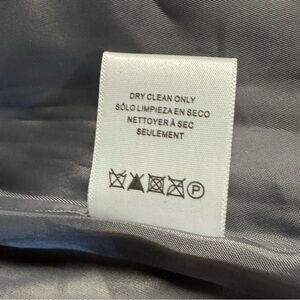 DRY CLEAN ONLY
SÓLO LIMPIEZA EN SECO
NETTOYER À SEC
SEULEMENT
P